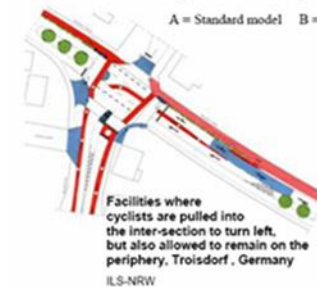 A = Standard model B =
Facilities where
cyclists are pulled into
the inter-section to turn left,
but also allowed to remain on the
periphery, Troisdorf , Germany
ILS-NRW